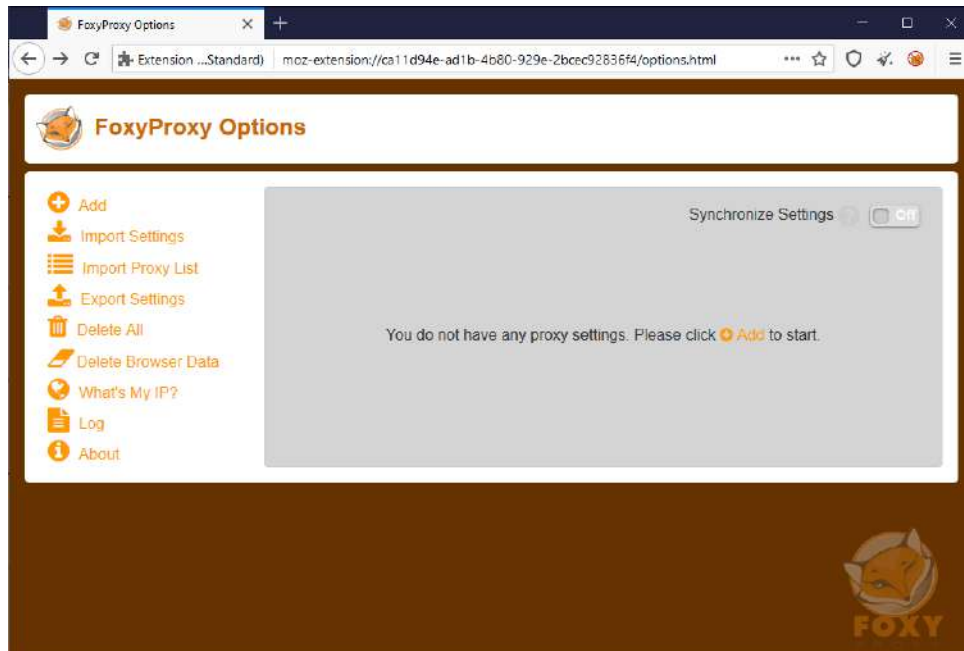 FoxyProxy Options
Extension ...Standard) moz-extension://ca11d94e-ad1b-4b80-929e-2bcec92836f4/options.html
FoxyProxy Options
Add
Import Settings
Import Proxy List
Export Settings
Delete All
Delete Browser Data
What's My IP?
Log
About
Synchronize Settings ? Off
You do not have any proxy settings. Please click Add to start.
FOXY